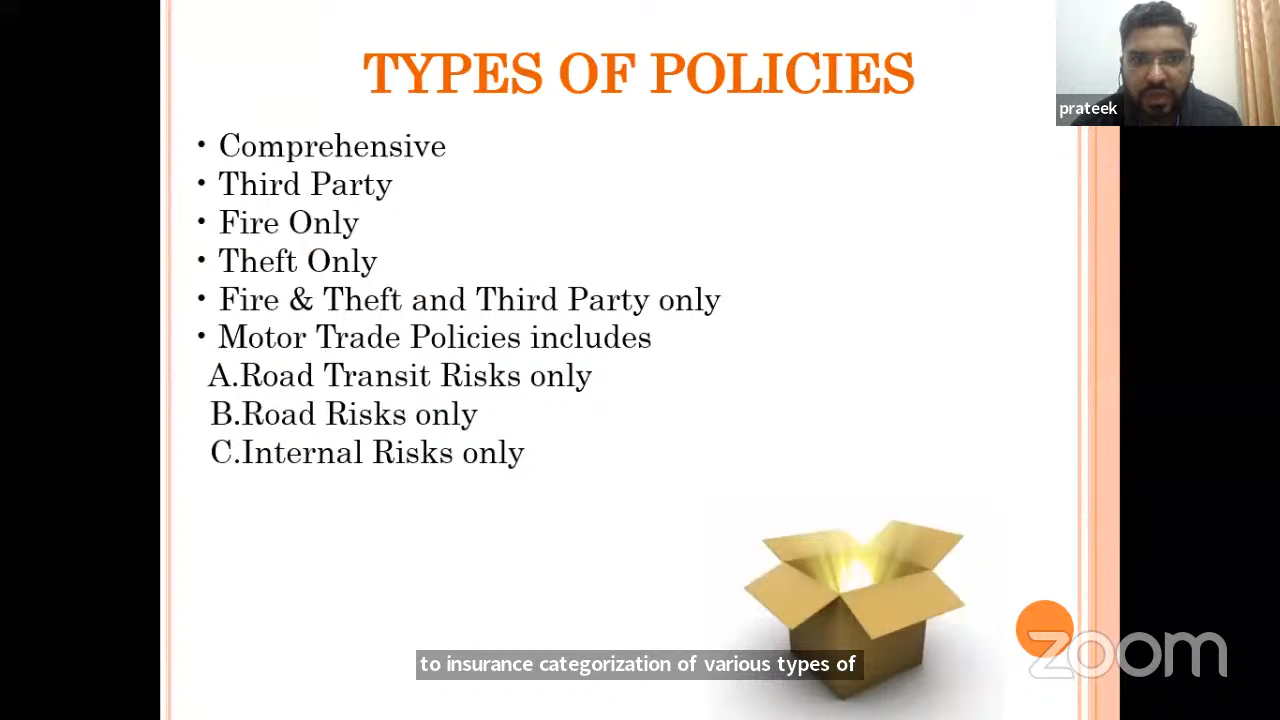 TYPES OF POLICIES
prateek
• Comprehensive
• Third Party
• Fire Only
• Theft Only
• Fire & Theft and Third Party only
• Motor Trade Policies includes
A.Road Transit Risks only
B.Road Risks only
C.Internal Risks only
zoom
to insurance categorization of various types of